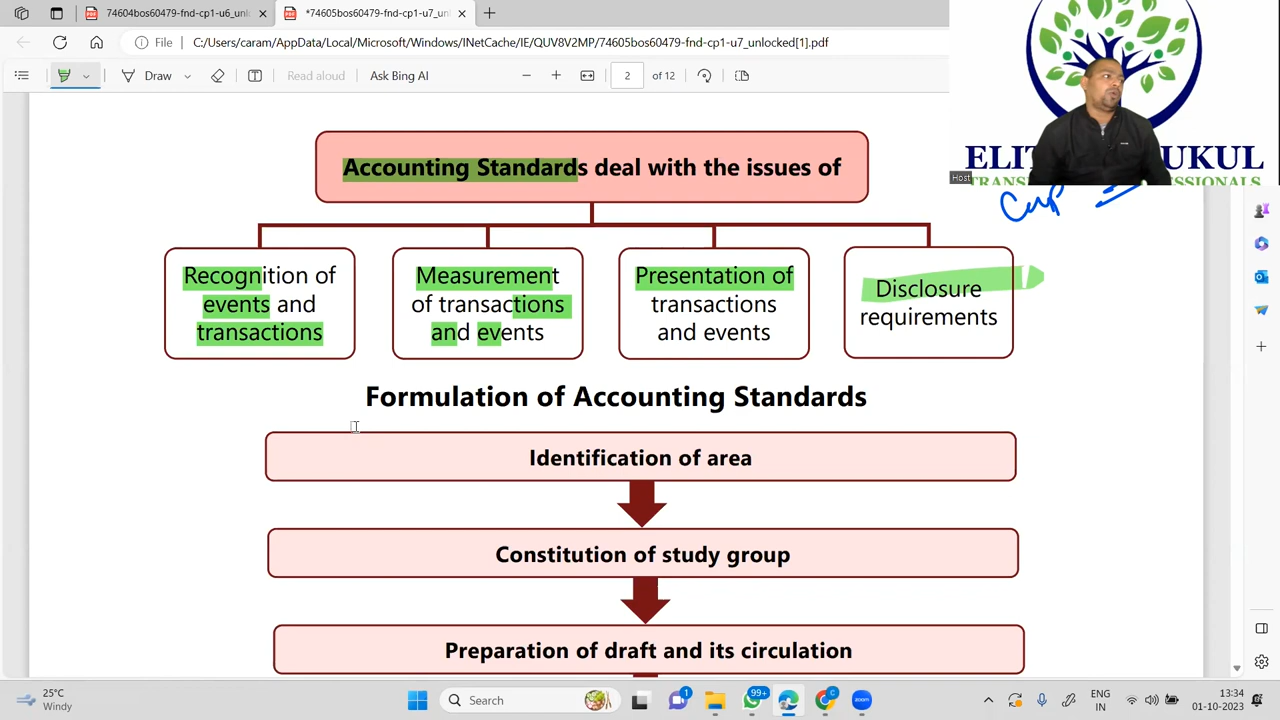 74604bos60479-fnd-cp1-u6_unlo
*74605bos60479-fnd-cp1-u7_unl
File
C:/Users/caram/AppData/Local/Microsoft/Windows/INetCache/IE/QUV8V2MP/74605bos60479-fnd-cp1-u7_unlocked[1].pdf
Draw
Read aloud
Ask Bing AI
2
of 12
ELIT UKUL
Host
Accounting Standards deal with the issues of
Recognition of
events and
transactions
Measurement
of transactions
and events
Presentation of
transactions
and events
Disclosure
requirements
Formulation of Accounting Standards
Identification of area
Constitution of study group
Preparation of draft and its circulation
25°C
Windy
Search
1
99+
ENG
IN
13:34
01-10-2023